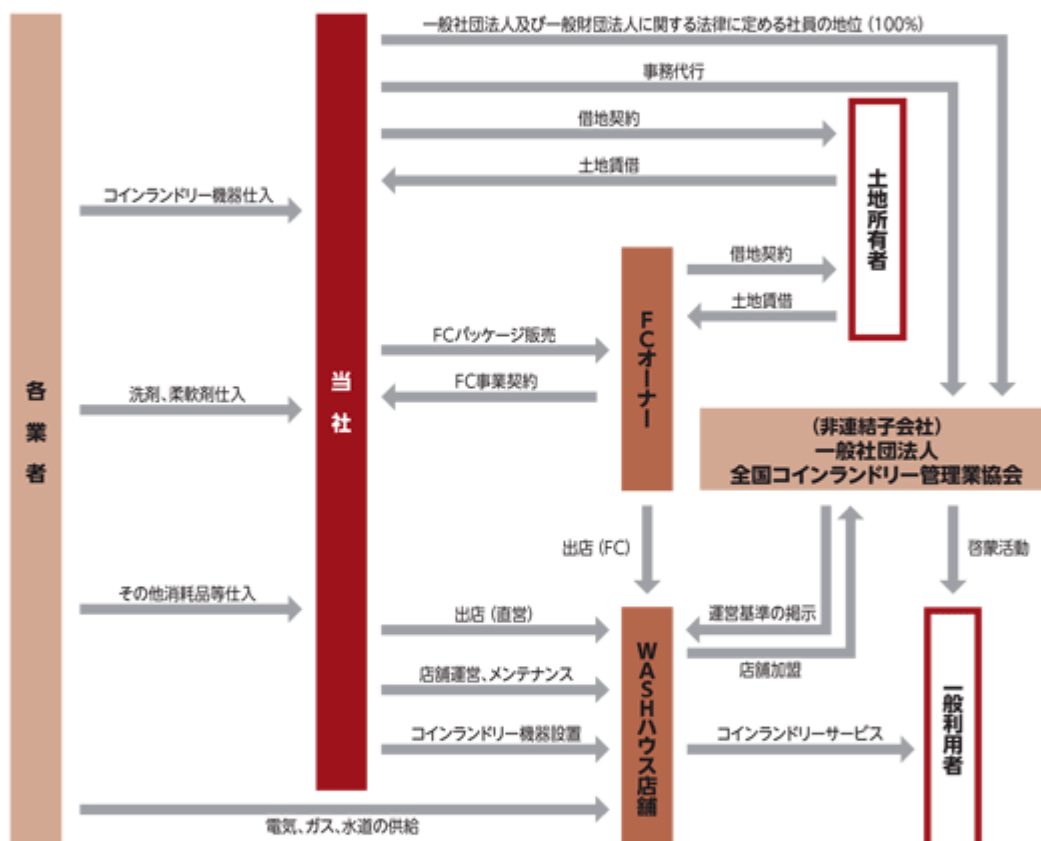 一般社団法人及び一般財団法人に関する法律に定める社員の地位（100%）
事務代行
借地契約
土地賃借
コインランドリー機器仕入
土地所有者
借地契約
土地賃借
FCパッケージ販売
FC事業契約
FCオーナー
各業者
当社
洗剤、柔軟剤仕入
（非連結子会社）
一般社団法人
全国コインランドリー管理業協会
出店（FC）
啓蒙活動
その他消耗品等仕入
出店（直営）
運営基準の掲示
店舗加盟
店舗運営、メンテナンス
コインランドリー機器設置
WASHハウス店舗
コインランドリーサービス
一般利用者
電気、ガス、水道の供給